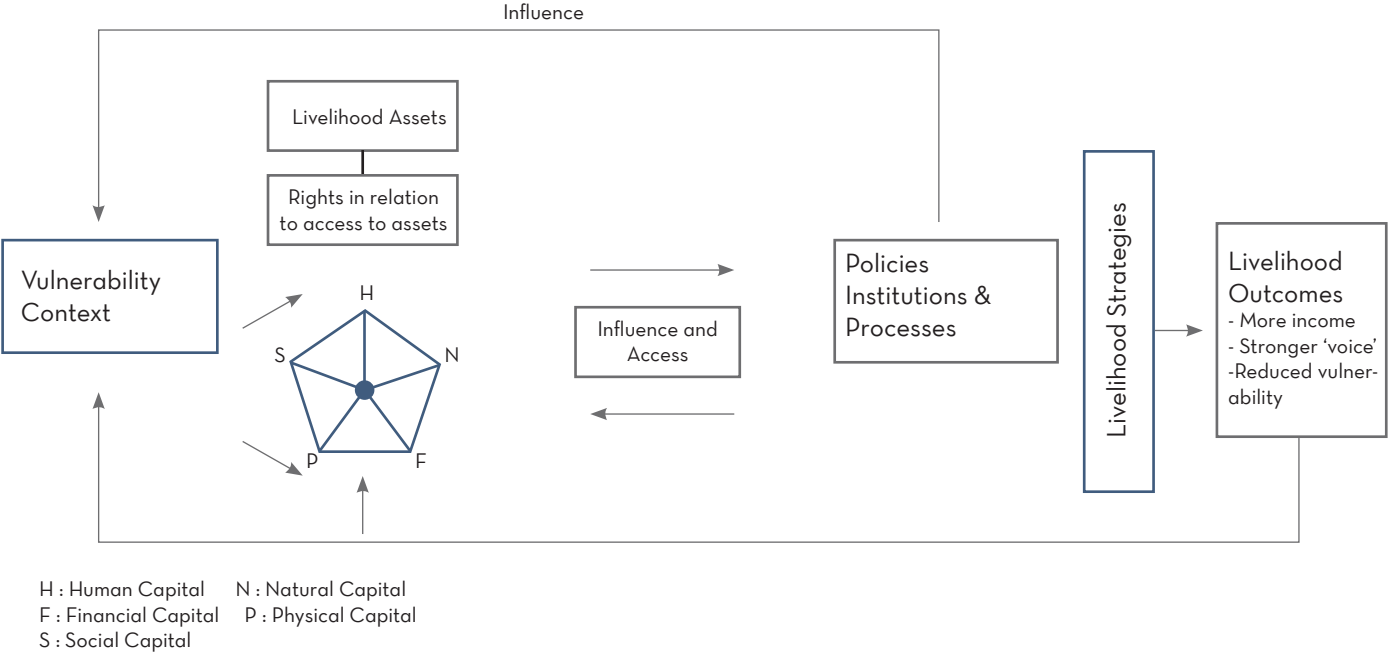 Influence
Livelihood Assets
Rights in relation
to access to assets
Vulnerability
Context
H
S
N
P
F
Influence and
Access
Policies
Institutions &
Processes
Livelihood Strategies
Livelihood
Outcomes
- More income
- Stronger ‘voice’
-Reduced vulner-
ability
H : Human Capital N : Natural Capital
F : Financial Capital P : Physical Capital
S : Social Capital